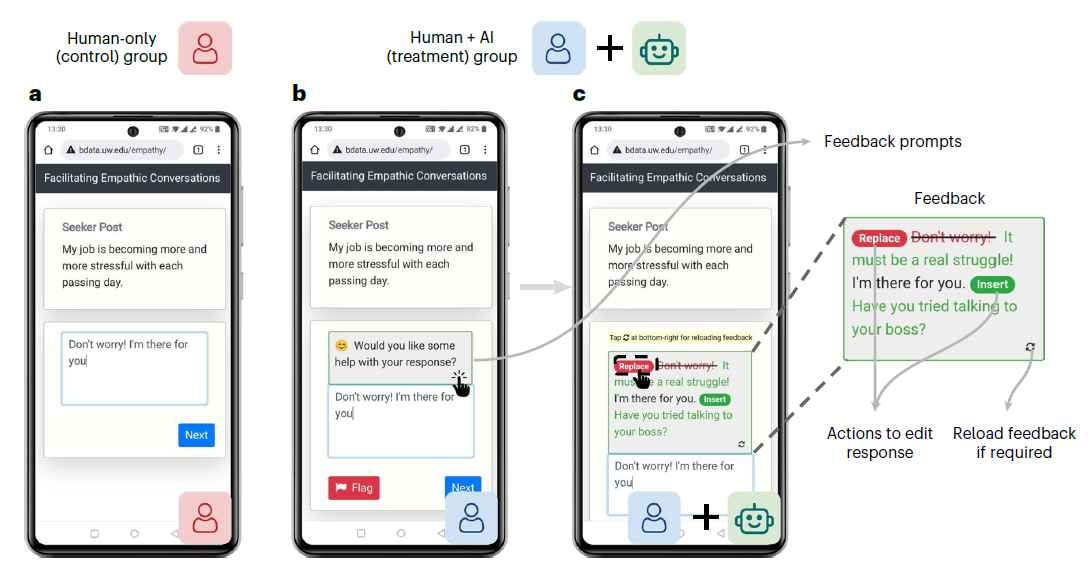 Human-only
(control) group
Human + AI
(treatment) group
a
13:30
92%
bdata.uw.edu/empathy/
1
Facilitating Empathic Conversations
Seeker Post
My job is becoming more and
more stressful with each
passing day.
Don't worry! I'm there for
you
Next
b
13:30
92%
bdata.uw.edu/empathy/
1
Facilitating Empathic Conversations
Seeker Post
My job is becoming more and
more stressful with each
passing day.
😊 Would you like some
help with your response?
Don't worry! I'm there for
you
Flag
Next
c
13:30
92%
bdata.uw.edu/empathy/
1
Facilitating Empathic Conversations
Seeker Post
My job is becoming more and
more stressful with each
passing day.
Tap at bottom-right for reloading feedback
Replace Don't worry! It
must be a real struggle!
I'm there for you. Insert
Have you tried talking to
your boss?
Don't worry! I'm there for
you
Feedback prompts
Feedback
Replace Don't worry! It
must be a real struggle!
I'm there for you. Insert
Have you tried talking to
your boss?
Actions to edit
response
Reload feedback
if required